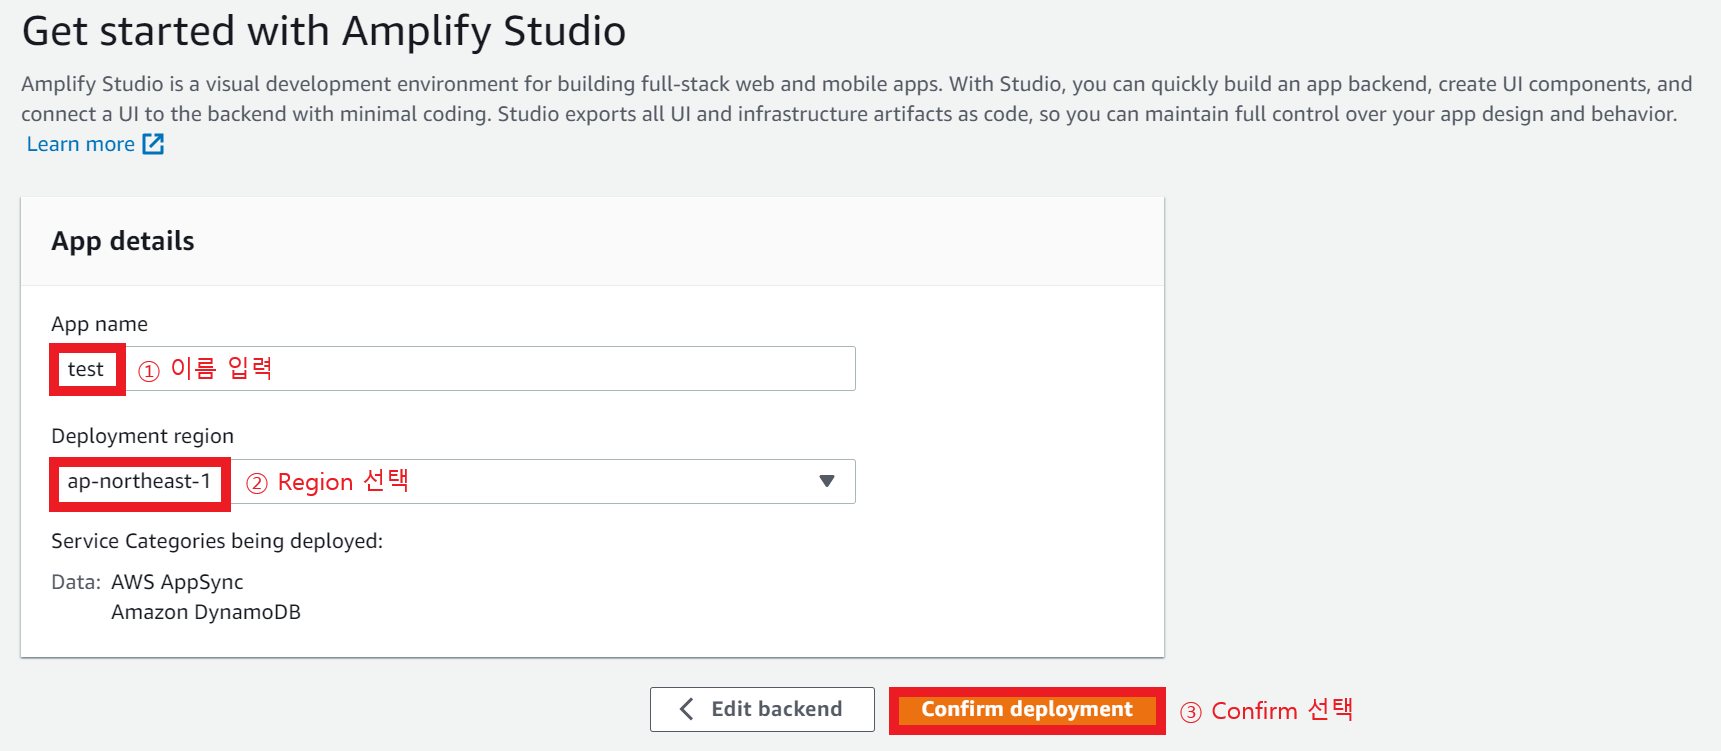 Get started with Amplify Studio
Amplify Studio is a visual development environment for building full-stack web and mobile apps. With Studio, you can quickly build an app backend, create UI components, and
connect a UI to the backend with minimal coding. Studio exports all UI and infrastructure artifacts as code, so you can maintain full control over your app design and behavior.
Learn more
App details
App name
test ① 이름 입력
Deployment region
ap-northeast-1 ② Region 선택
Service Categories being deployed:
Data: AWS AppSync
Amazon DynamoDB
Edit backend Confirm deployment ③ Confirm 선택